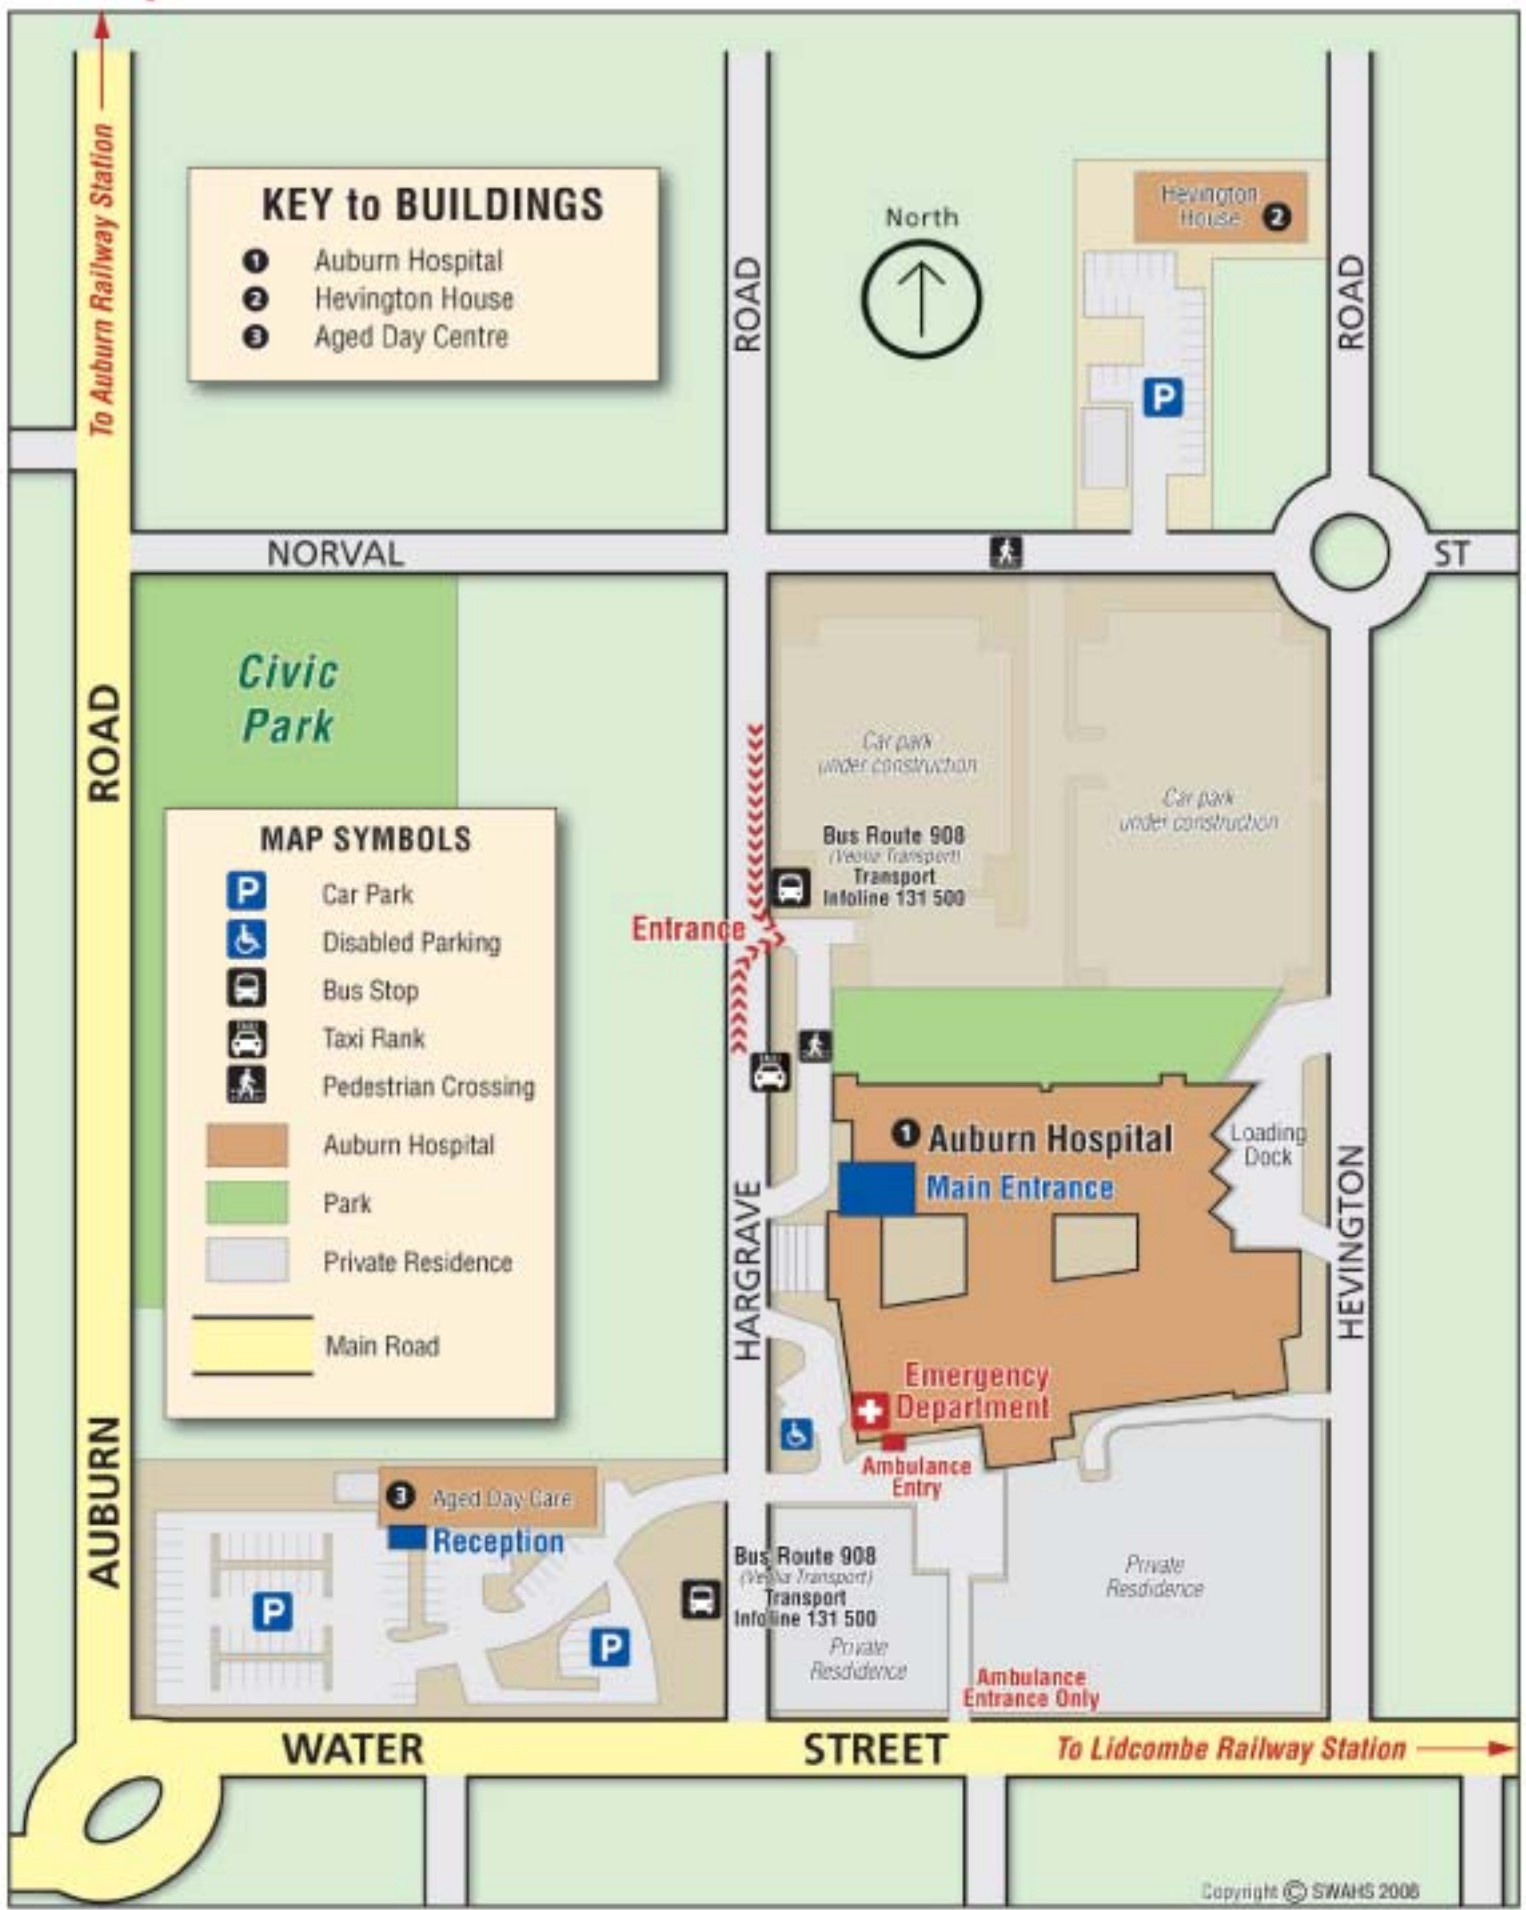 To Auburn Railway Station
KEY to BUILDINGS
1 Auburn Hospital
2 Hevington House
3 Aged Day Centre
ROAD
North
Hevington
House 2
P
ROAD
NORVAL
ST
Civic
Park
ROAD
Car park
under construction
Car park
under construction
Bus Route 908
(Veolia Transport)
Transport
Infoline 131 500
Entrance
MAP SYMBOLS
P Car Park
Disabled Parking
Bus Stop
TAXI Taxi Rank
Pedestrian Crossing
Auburn Hospital
Park
Private Residence
Main Road
TAXI
1 Auburn Hospital
Main Entrance
Loading
Dock
HARGRAVE
HEVINGTON
Emergency
Department
Ambulance
Entry
AUBURN
3 Aged Day Care
Reception
P
P
Bus Route 908
(Veolia Transport)
Transport
Infoline 131 500
Private
Resdidence
Private
Resdidence
Ambulance
Entrance Only
WATER
STREET
To Lidcombe Railway Station
Copyright © SWAHS 2008